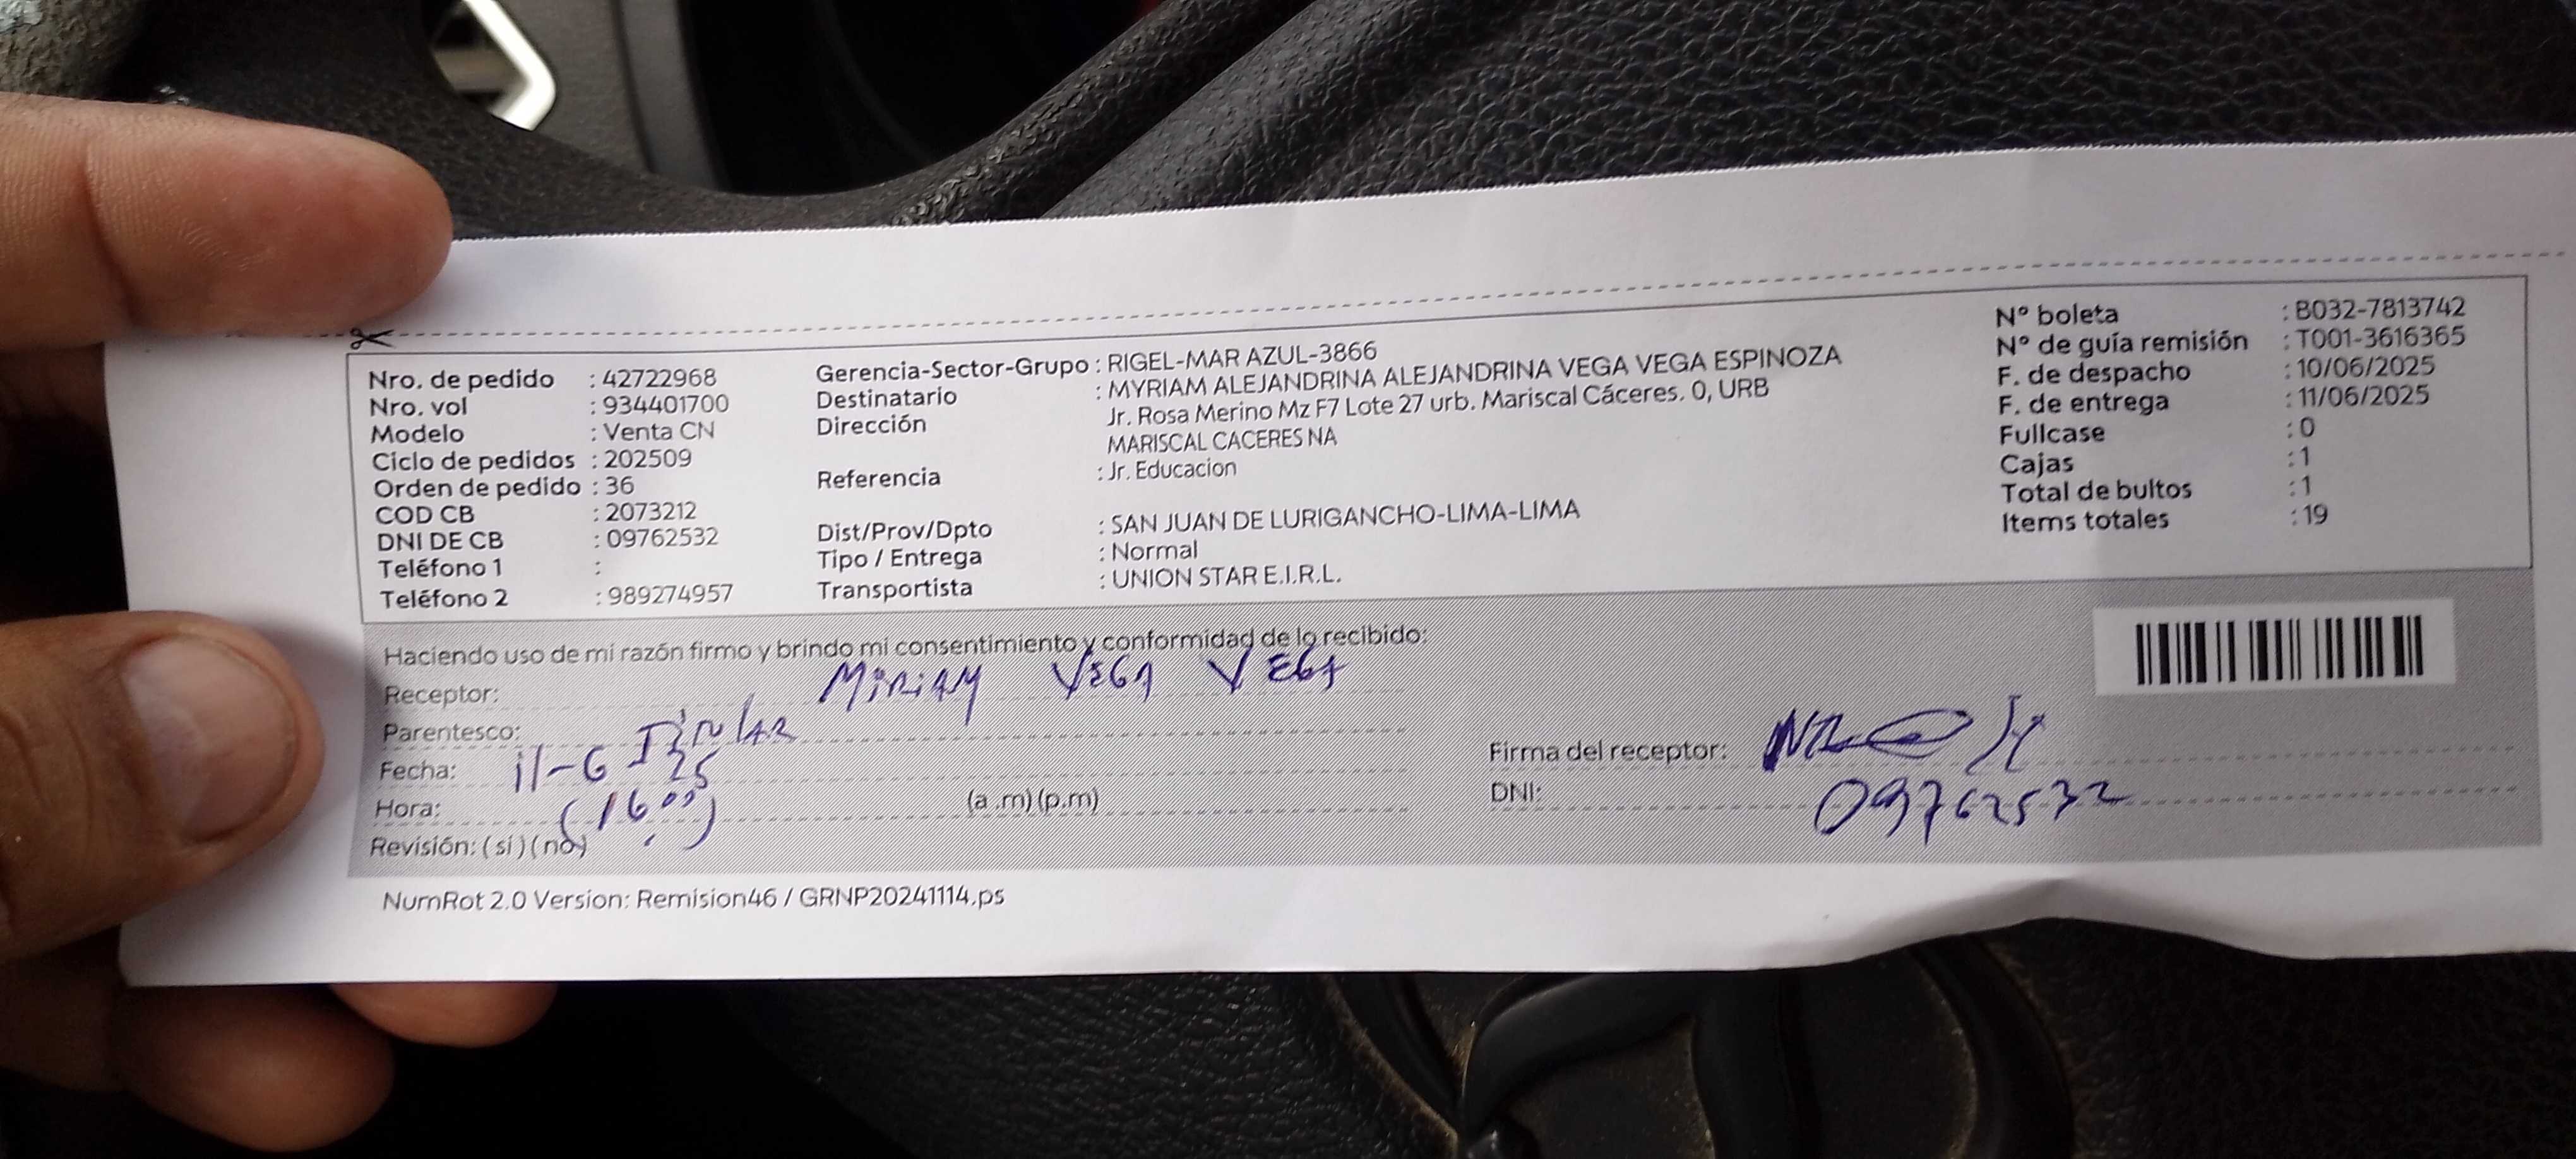 Nro. de pedido : 42722968
Nro. vol : 934401700
Modelo : Venta CN
Ciclo de pedidos : 202509
Orden de pedido : 36
COD CB : 2073212
DNI DE CB : 09762532
Teléfono 1 :
Teléfono 2 : 989274957
Gerencia-Sector-Grupo : RIGEL-MAR AZUL-3866
Destinatario : MYRIAM ALEJANDRINA ALEJANDRINA VEGA VEGA ESPINOZA
Dirección Jr. Rosa Merino Mz F7 Lote 27 urb. Mariscal Cáceres. 0, URB
MARISCAL CACERES NA
Referencia : Jr. Educacion
Dist/Prov/Dpto : SAN JUAN DE LURIGANCHO-LIMA-LIMA
Tipo / Entrega : Normal
Transportista : UNION STAR E.I.R.L.
N° boleta : B032-7813742
N° de guía remisión : T001-3616365
F. de despacho : 10/06/2025
F. de entrega : 11/06/2025
Fullcase : 0
Cajas : 1
Total de bultos : 1
Items totales : 19
Haciendo uso de mi razón firmo y brindo mi consentimiento y conformidad de lo recibido:
Receptor: MiRiAM VEGA VEGA
Parentesco: TiTulAR
Fecha: 11-6 25
Hora: (16:00) (a .m) (p.m)
Revisión: ( si ) ( no)
Firma del receptor:
DNI: 09762532
NumRot 2.0 Version: Remision46 / GRNP20241114.ps